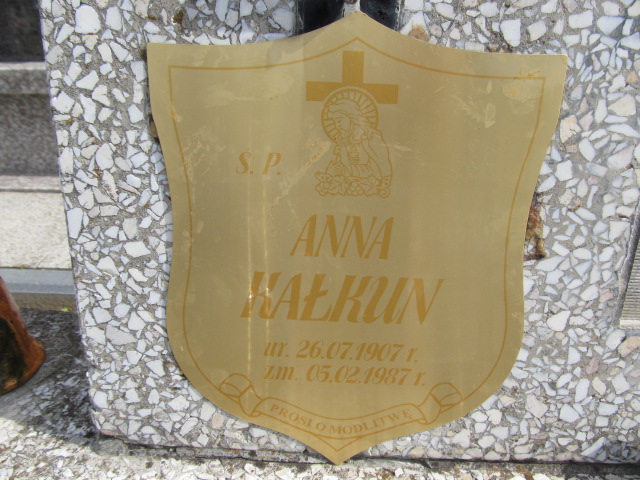 S. P.
ANNA
KAŁKUN
ur. 26.07.1907 r.
zm. 05.02.1987 r.
PROSI O MODLITWĘ